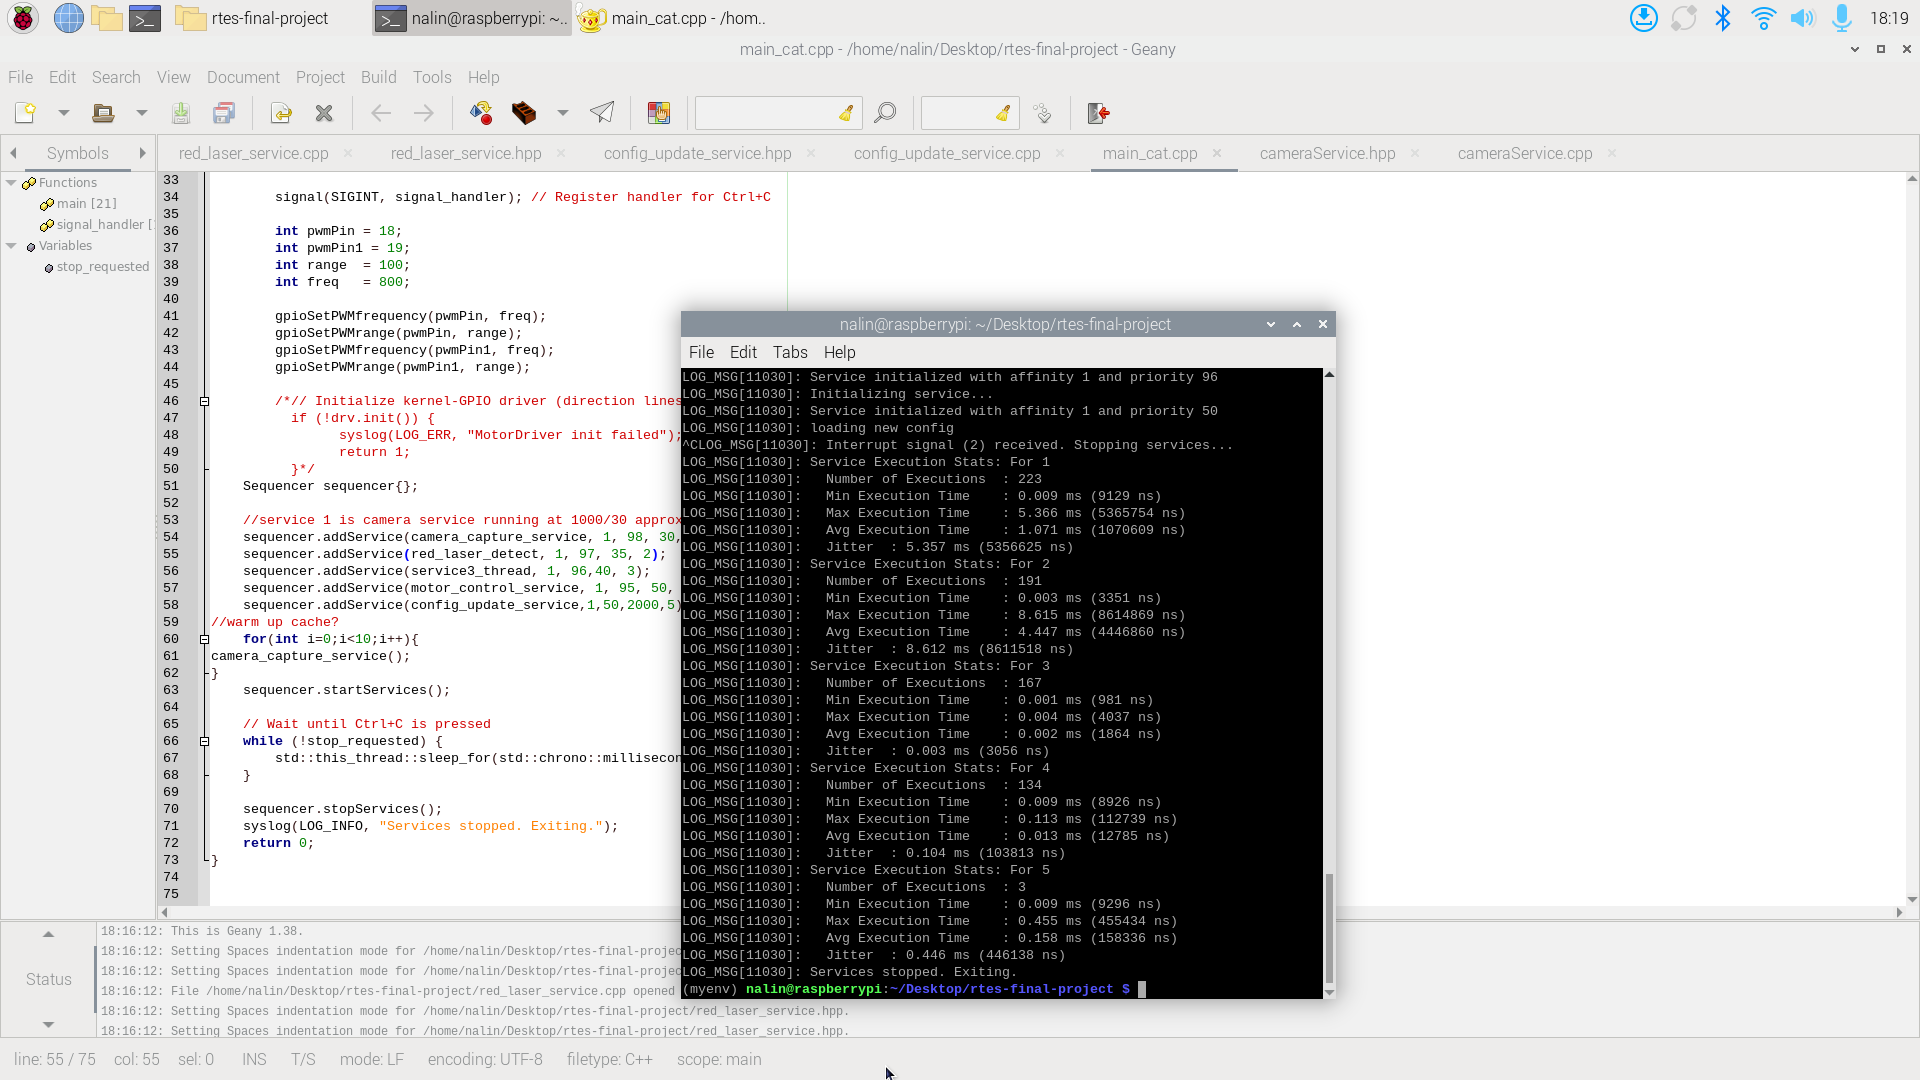 rtes-final-project
nalin@raspberrypi: ~..
main_cat.cpp - /hom..
18:19
main_cat.cpp - /home/nalin/Desktop/rtes-final-project - Geany
File Edit Search View Document Project Build Tools Help
Symbols
red_laser_service.cpp red_laser_service.hpp config_update_service.hpp config_update_service.cpp main_cat.cpp cameraService.hpp cameraService.cpp
Functions
main [21]
signal_handler [
Variables
stop_requested
33
34 signal(SIGINT, signal_handler); // Register handler for Ctrl+C
35
36 int pwmPin = 18;
37 int pwmPin1 = 19;
38 int range = 100;
39 int freq = 800;
40
41 gpioSetPWMfrequency(pwmPin, freq);
42 gpioSetPWMrange(pwmPin, range);
43 gpioSetPWMfrequency(pwmPin1, freq);
44 gpioSetPWMrange(pwmPin1, range);
45
46 /*// Initialize kernel-GPIO driver (direction lines
47 if (!drv.init()) {
48 syslog(LOG_ERR, "MotorDriver init failed");
49 return 1;
50 }*/
51 Sequencer sequencer{};
52
53 //service 1 is camera service running at 1000/30 approx
54 sequencer.addService(camera_capture_service, 1, 98, 30,
55 sequencer.addService(red_laser_detect, 1, 97, 35, 2);
56 sequencer.addService(service3_thread, 1, 96,40, 3);
57 sequencer.addService(motor_control_service, 1, 95, 50,
58 sequencer.addService(config_update_service,1,50,2000,5)
59 //warm up cache?
60 for(int i=0;i<10;i++){
61 camera_capture_service();
62 }
63 sequencer.startServices();
64
65 // Wait until Ctrl+C is pressed
66 while (!stop_requested) {
67 std::this_thread::sleep_for(std::chrono::millisecon
68 }
69
70 sequencer.stopServices();
71 syslog(LOG_INFO, "Services stopped. Exiting.");
72 return 0;
73 }
74
75
nalin@raspberrypi: ~/Desktop/rtes-final-project
File Edit Tabs Help
LOG_MSG[11030]: Service initialized with affinity 1 and priority 96
LOG_MSG[11030]: Initializing service...
LOG_MSG[11030]: Service initialized with affinity 1 and priority 50
LOG_MSG[11030]: loading new config
^CLOG_MSG[11030]: Interrupt signal (2) received. Stopping services...
LOG_MSG[11030]: Service Execution Stats: For 1
LOG_MSG[11030]: Number of Executions : 223
LOG_MSG[11030]: Min Execution Time : 0.009 ms (9129 ns)
LOG_MSG[11030]: Max Execution Time : 5.366 ms (5365754 ns)
LOG_MSG[11030]: Avg Execution Time : 1.071 ms (1070609 ns)
LOG_MSG[11030]: Jitter : 5.357 ms (5356625 ns)
LOG_MSG[11030]: Service Execution Stats: For 2
LOG_MSG[11030]: Number of Executions : 191
LOG_MSG[11030]: Min Execution Time : 0.003 ms (3351 ns)
LOG_MSG[11030]: Max Execution Time : 8.615 ms (8614869 ns)
LOG_MSG[11030]: Avg Execution Time : 4.447 ms (4446860 ns)
LOG_MSG[11030]: Jitter : 8.612 ms (8611518 ns)
LOG_MSG[11030]: Service Execution Stats: For 3
LOG_MSG[11030]: Number of Executions : 167
LOG_MSG[11030]: Min Execution Time : 0.001 ms (981 ns)
LOG_MSG[11030]: Max Execution Time : 0.004 ms (4037 ns)
LOG_MSG[11030]: Avg Execution Time : 0.002 ms (1864 ns)
LOG_MSG[11030]: Jitter : 0.003 ms (3056 ns)
LOG_MSG[11030]: Service Execution Stats: For 4
LOG_MSG[11030]: Number of Executions : 134
LOG_MSG[11030]: Min Execution Time : 0.009 ms (8926 ns)
LOG_MSG[11030]: Max Execution Time : 0.113 ms (112739 ns)
LOG_MSG[11030]: Avg Execution Time : 0.013 ms (12785 ns)
LOG_MSG[11030]: Jitter : 0.104 ms (103813 ns)
LOG_MSG[11030]: Service Execution Stats: For 5
LOG_MSG[11030]: Number of Executions : 3
LOG_MSG[11030]: Min Execution Time : 0.009 ms (9296 ns)
LOG_MSG[11030]: Max Execution Time : 0.455 ms (455434 ns)
LOG_MSG[11030]: Avg Execution Time : 0.158 ms (158336 ns)
LOG_MSG[11030]: Jitter : 0.446 ms (446138 ns)
LOG_MSG[11030]: Services stopped. Exiting.
(myenv) nalin@raspberrypi:~/Desktop/rtes-final-project $
Status
18:16:12: This is Geany 1.38.
18:16:12: Setting Spaces indentation mode for /home/nalin/Desktop/rtes-final-projec
18:16:12: Setting Spaces indentation mode for /home/nalin/Desktop/rtes-final-projec
18:16:12: File /home/nalin/Desktop/rtes-final-project/red_laser_service.cpp opened
18:16:12: Setting Spaces indentation mode for /home/nalin/Desktop/rtes-final-project/red_laser_service.hpp.
18:16:12: Setting Spaces indentation mode for /home/nalin/Desktop/rtes-final-project/red_laser_service.hpp.
line: 55 / 75 col: 55 sel: 0 INS T/S mode: LF encoding: UTF-8 filetype: C++ scope: main